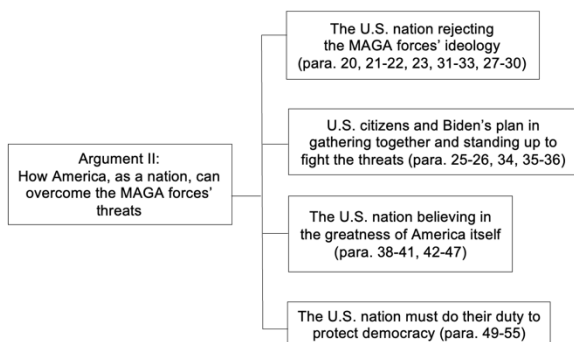 The U.S. nation rejecting
the MAGA forces’ ideology
(para. 20, 21-22, 23, 31-33, 27-30)
U.S. citizens and Biden’s plan in
gathering together and standing up to
fight the threats (para. 25-26, 34, 35-36)
Argument II:
How America, as a nation, can
overcome the MAGA forces’
threats
The U.S. nation believing in
the greatness of America itself
(para. 38-41, 42-47)
The U.S. nation must do their duty to
protect democracy (para. 49-55)